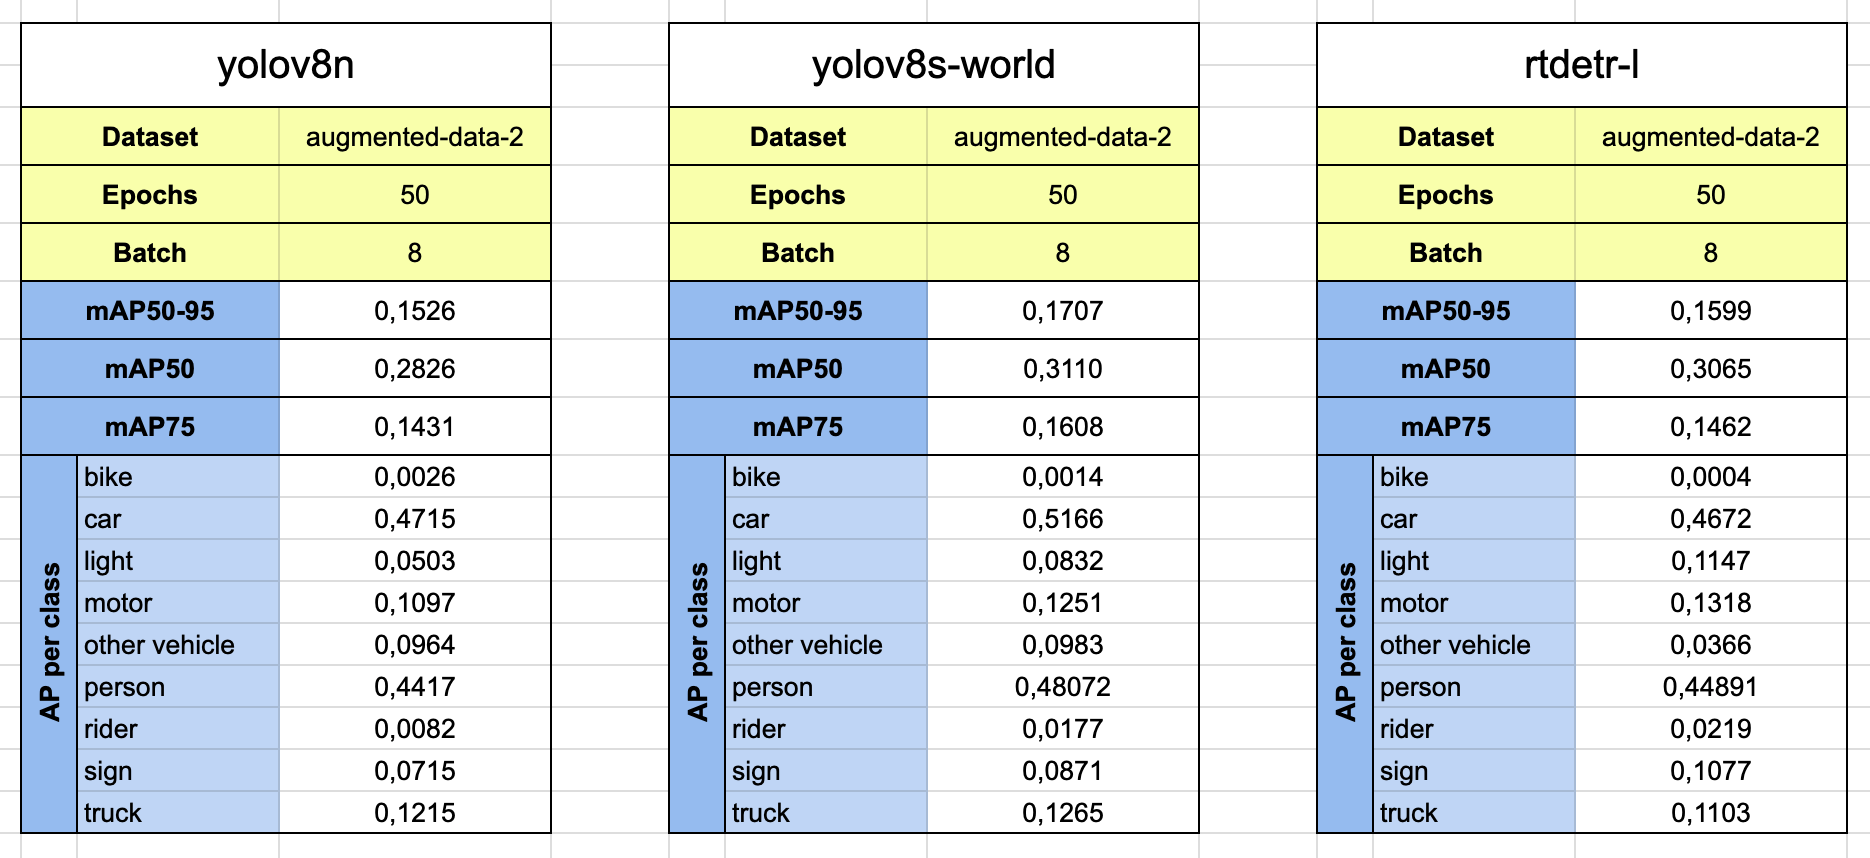 yolov8n
Dataset augmented-data-2
Epochs 50
Batch 8
mAP50-95 0,1526
mAP50 0,2826
mAP75 0,1431
AP per class
bike 0,0026
car 0,4715
light 0,0503
motor 0,1097
other vehicle 0,0964
person 0,4417
rider 0,0082
sign 0,0715
truck 0,1215
yolov8s-world
Dataset augmented-data-2
Epochs 50
Batch 8
mAP50-95 0,1707
mAP50 0,3110
mAP75 0,1608
AP per class
bike 0,0014
car 0,5166
light 0,0832
motor 0,1251
other vehicle 0,0983
person 0,48072
rider 0,0177
sign 0,0871
truck 0,1265
rtdetr-l
Dataset augmented-data-2
Epochs 50
Batch 8
mAP50-95 0,1599
mAP50 0,3065
mAP75 0,1462
AP per class
bike 0,0004
car 0,4672
light 0,1147
motor 0,1318
other vehicle 0,0366
person 0,44891
rider 0,0219
sign 0,1077
truck 0,1103